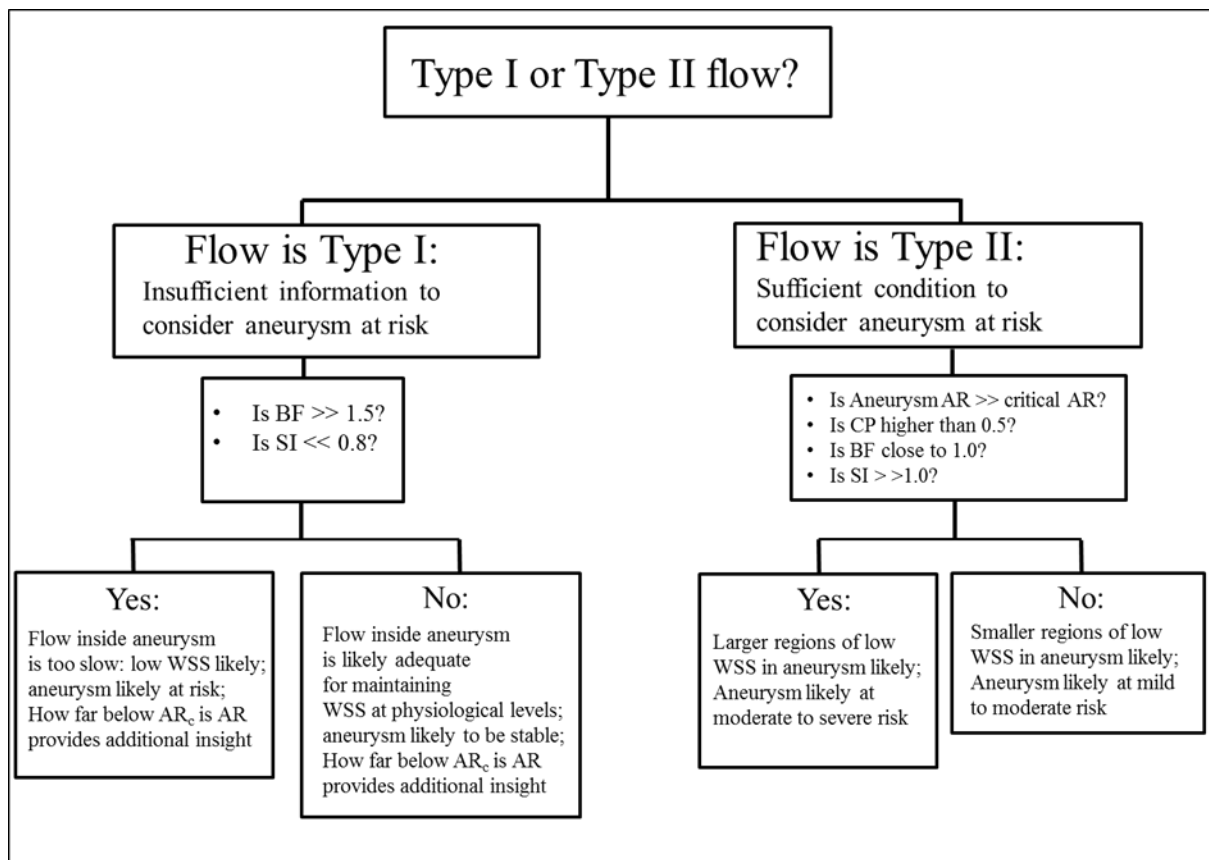 Type I or Type II flow?
Flow is Type I:
Insufficient information to
consider aneurysm at risk
Flow is Type II:
Sufficient condition to
consider aneurysm at risk
• Is BF >> 1.5?
• Is SI << 0.8?
• Is Aneurysm AR >> critical AR?
• Is CP higher than 0.5?
• Is BF close to 1.0?
• Is SI > >1.0?
Yes:
Flow inside aneurysm
is too slow: low WSS likely;
aneurysm likely at risk;
How far below ARc is AR
provides additional insight
No:
Flow inside aneurysm
is likely adequate
for maintaining
WSS at physiological levels;
aneurysm likely to be stable;
How far below ARc is AR
provides additional insight
Yes:
Larger regions of low
WSS in aneurysm likely;
Aneurysm likely at
moderate to severe risk
No:
Smaller regions of low
WSS in aneurysm likely;
Aneurysm likely at mild
to moderate risk